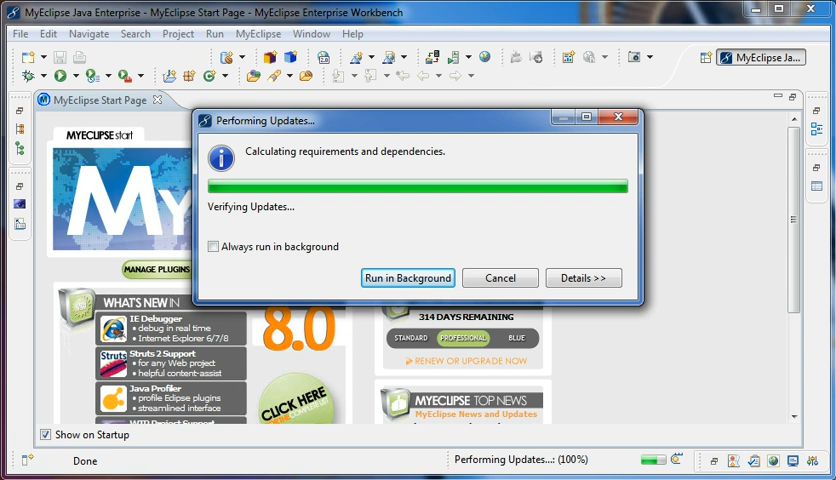 MyEclipse Java Enterprise - MyEclipse Start Page - MyEclipse Enterprise Workbench
File Edit Navigate Search Project Run MyEclipse Window Help
MyEclipse Ja...
MyEclipse Start Page
MYECLIPSE start
My
MANAGE PLUGINS
Performing Updates...
Calculating requirements and dependencies.
Verifying Updates...
Always run in background
Run in Background Cancel Details >>
WHAT'S NEW IN
8.0
IE Debugger
• debug in real time
• Internet Explorer 6/7/8
Struts 2 Support
• for any Web project
• helpful content-assist
Java Profiler
• profile Eclipse plugins
• streamlined interface
CLICK HERE
314 DAYS REMAINING
STANDARD PROFESSIONAL BLUE
RENEW OR UPGRADE NOW
MYECLIPSE TOP NEWS
MyEclipse News and Updates
Show on Startup
Done
Performing Updates...: (100%)